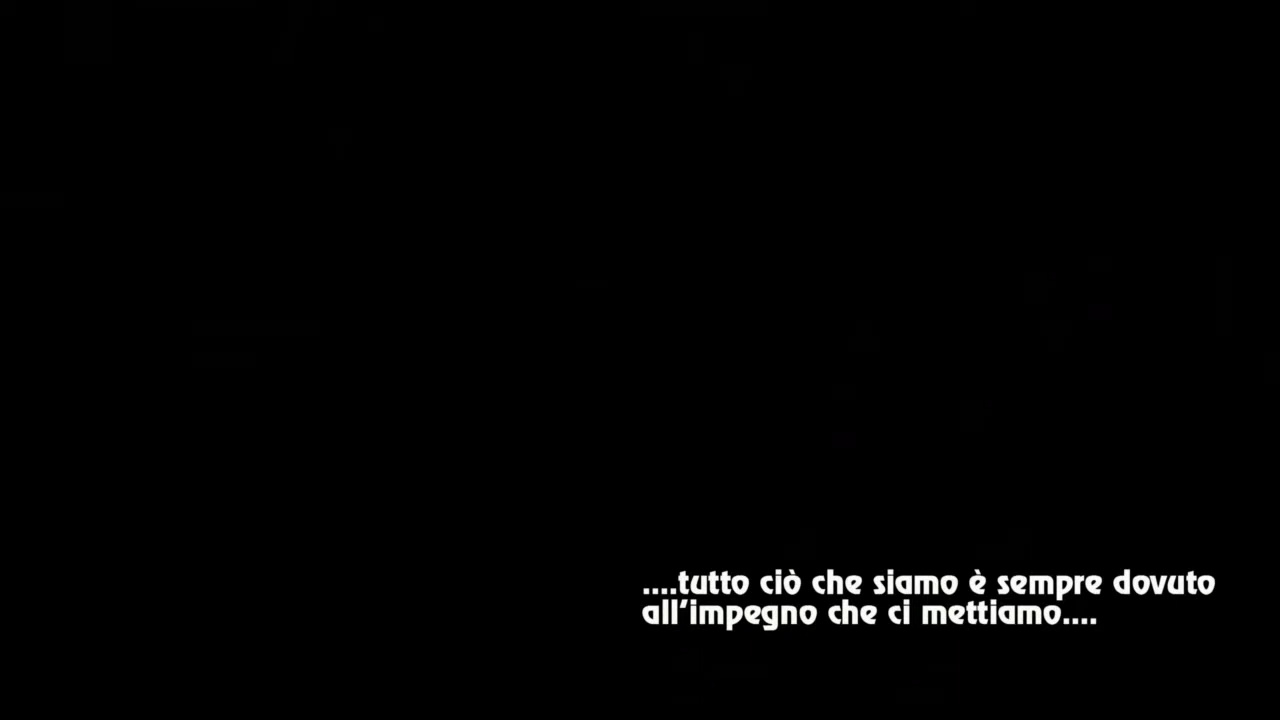 ....tutto ciò che siamo è sempre dovuto
all'impegno che ci mettiamo....